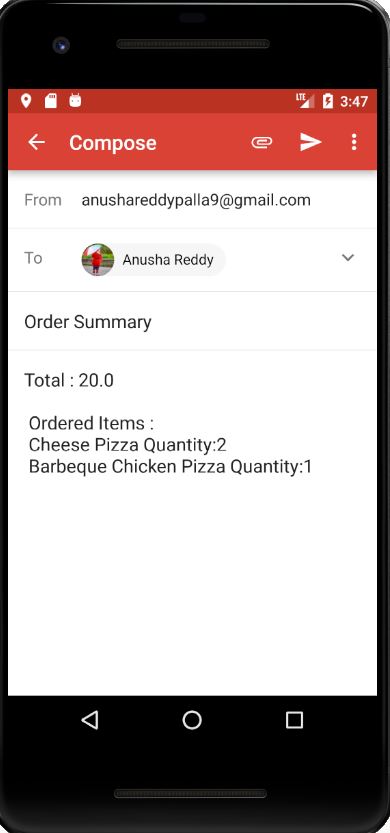 LTE 3:47
Compose
From anushareddypalla9@gmail.com
To Anusha Reddy
Order Summary
Total : 20.0
Ordered Items :
Cheese Pizza Quantity:2
Barbeque Chicken Pizza Quantity:1